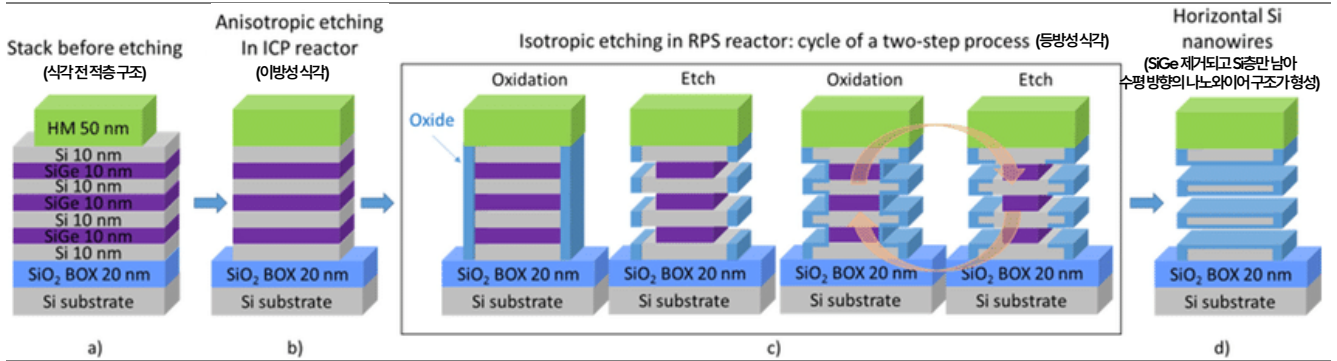 Stack before etching
(식각 전 적층 구조)
HM 50 nm
Si 10 nm
SiGe 10 nm
Si 10 nm
SiGe 10 nm
Si 10 nm
SiGe 10 nm
Si 10 nm
SiO₂ BOX 20 nm
Si substrate
a)
Anisotropic etching
In ICP reactor
(이방성 식각)
SiO₂ BOX 20 nm
Si substrate
b)
Isotropic etching in RPS reactor: cycle of a two-step process (등방성 식각)
Oxidation
Etch
Oxidation
Etch
Oxide
SiO₂ BOX 20 nm
Si substrate
SiO₂ BOX 20 nm
Si substrate
SiO₂ BOX 20 nm
Si substrate
SiO₂ BOX 20 nm
Si substrate
c)
Horizontal Si
nanowires
(SiGe 제거되고 Si층만 남아
수평 방향의 나노와이어 구조가 형성)
SiO₂ BOX 20 nm
Si substrate
d)